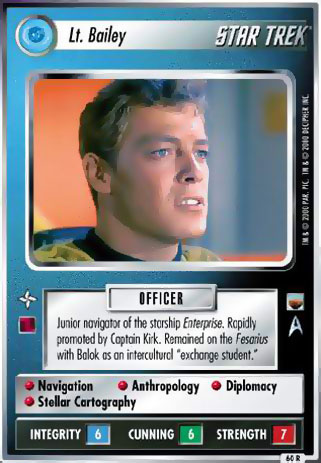 Lt. Bailey
STAR TREK
TM & © 2000 PAR. PIC. TM & © 2000 DECIPHER INC.
OFFICER
Junior navigator of the starship Enterprise. Rapidly
promoted by Captain Kirk. Remained on the Fesarius
with Balok as an intercultural “exchange student.”
Navigation Anthropology Diplomacy
Stellar Cartography
INTEGRITY 6 CUNNING 6 STRENGTH 7
60 R